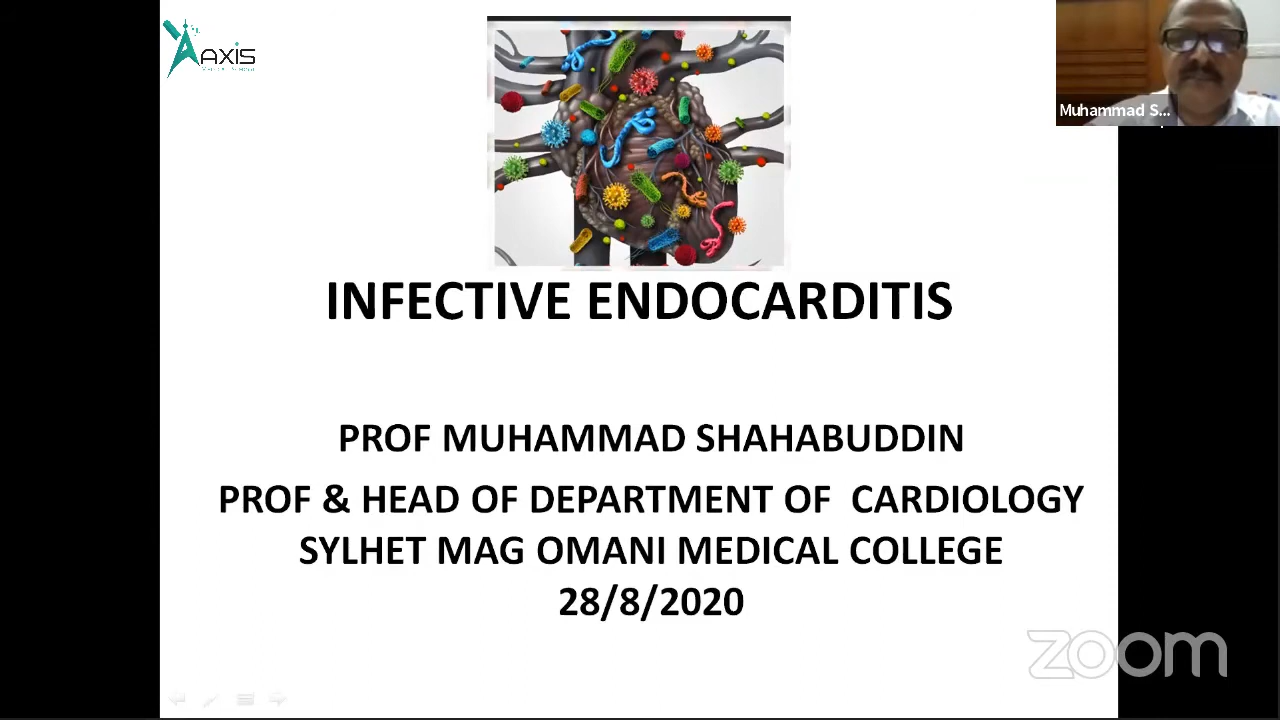 AXIS
Muhammad S...
INFECTIVE ENDOCARDITIS
PROF MUHAMMAD SHAHABUDDIN
PROF & HEAD OF DEPARTMENT OF CARDIOLOGY
SYLHET MAG OMANI MEDICAL COLLEGE
28/8/2020
zoom